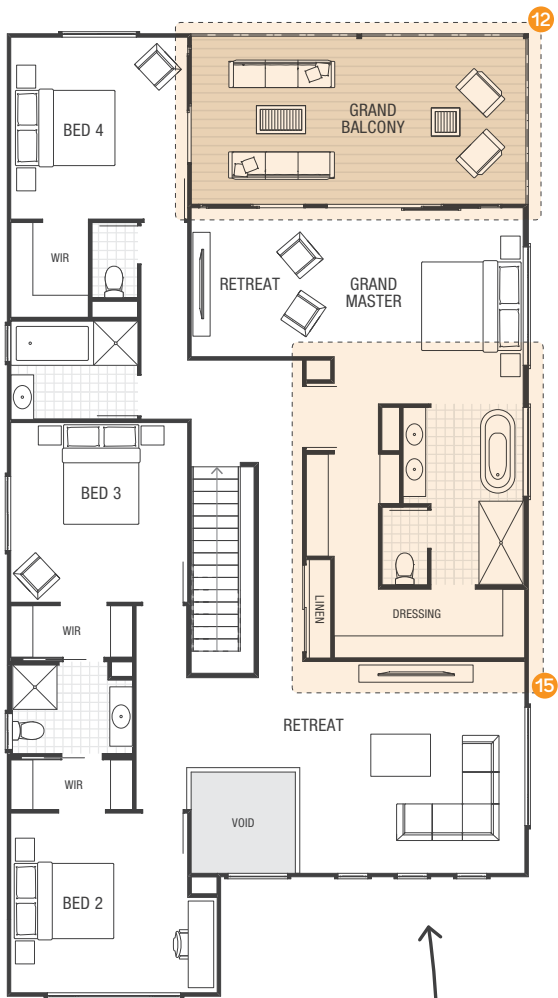 12
GRAND
BALCONY
BED 4
WIR
RETREAT
GRAND
MASTER
BED 3
WIR
LINEN
DRESSING
15
RETREAT
WIR
VOID
BED 2